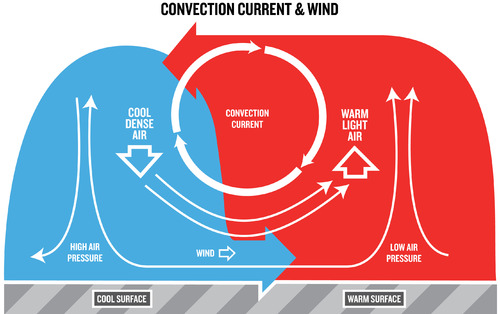 CONVECTION CURRENT & WIND
COOL
DENSE
AIR
CONVECTION
CURRENT
WARM
LIGHT
AIR
HIGH AIR
PRESSURE
WIND
LOW AIR
PRESSURE
COOL SURFACE
WARM SURFACE